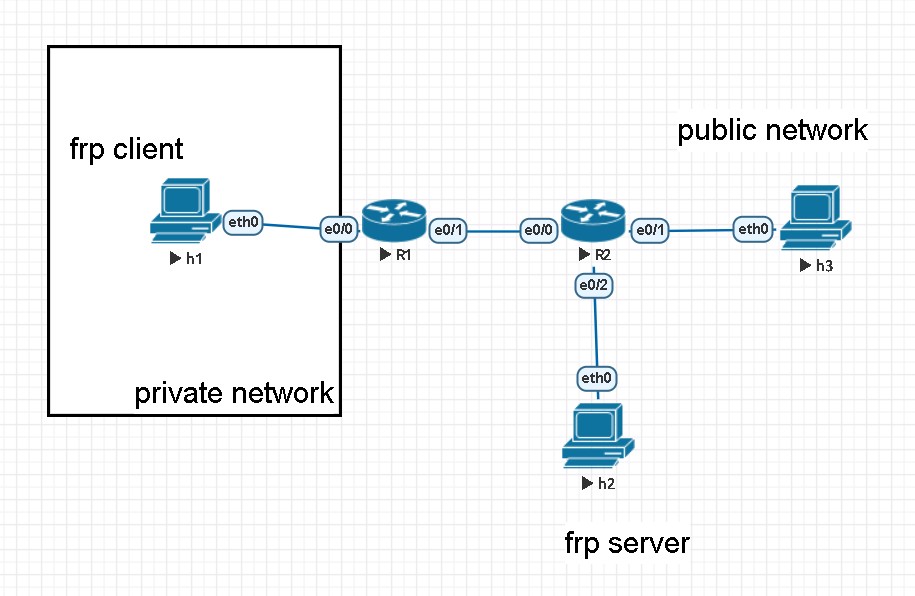 public network
frp client
eth0
e0/0
e0/1
e0/0
e0/1
eth0
h1
R1
R2
h3
e0/2
eth0
private network
h2
frp server